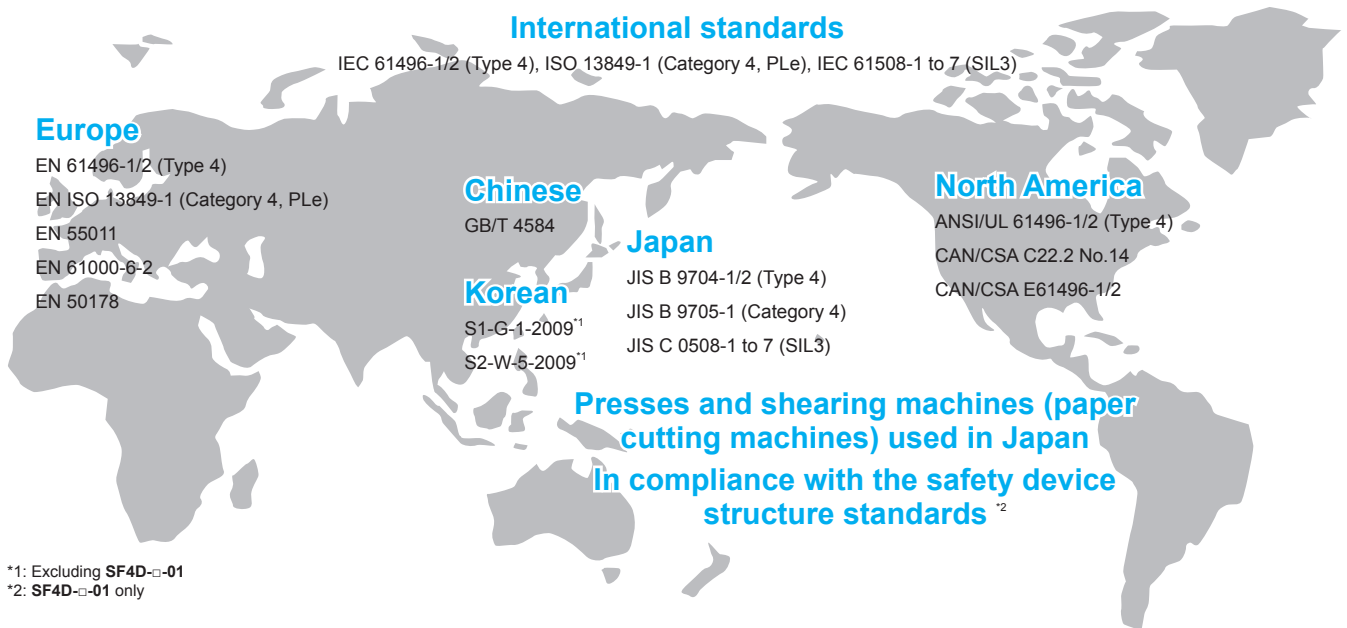 International standards
IEC 61496-1/2 (Type 4), ISO 13849-1 (Category 4, PLe), IEC 61508-1 to 7 (SIL3)
Europe
EN 61496-1/2 (Type 4)
EN ISO 13849-1 (Category 4, PLe)
EN 55011
EN 61000-6-2
EN 50178
Chinese
GB/T 4584
Korean
S1-G-1-2009*1
S2-W-5-2009*1
Japan
JIS B 9704-1/2 (Type 4)
JIS B 9705-1 (Category 4)
JIS C 0508-1 to 7 (SIL3)
North America
ANSI/UL 61496-1/2 (Type 4)
CAN/CSA C22.2 No.14
CAN/CSA E61496-1/2
Presses and shearing machines (paper
cutting machines) used in Japan
In compliance with the safety device
structure standards *2
*1: Excluding SF4D-□-01
*2: SF4D-□-01 only